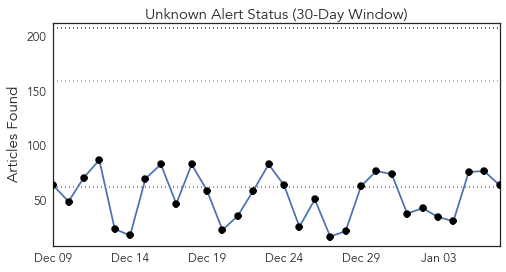 Unknown Alert Status (30-Day Window)
200
150
100
50
Articles Found
Dec 09 Dec 14 Dec 19 Dec 24 Dec 29 Jan 03